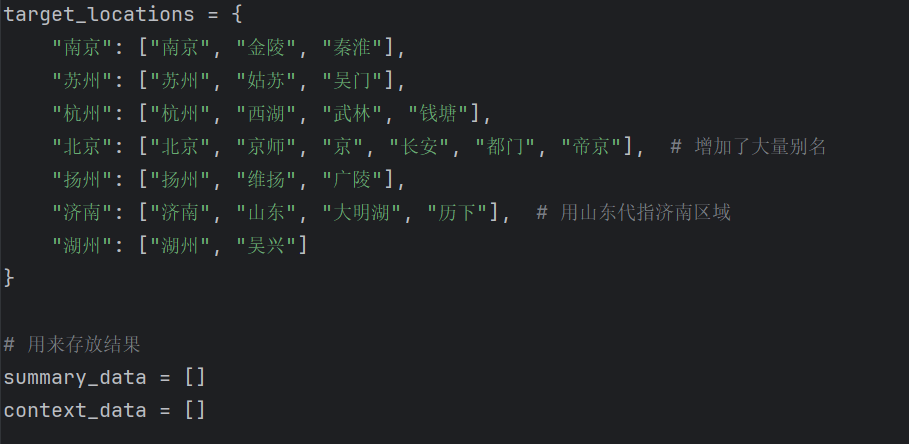 target_locations = {
    "南京": ["南京", "金陵", "秦淮"],
    "苏州": ["苏州", "姑苏", "吴门"],
    "杭州": ["杭州", "西湖", "武林", "钱塘"],
    "北京": ["北京", "京师", "京", "长安", "都门", "帝京"],  # 增加了大量别名
    "扬州": ["扬州", "维扬", "广陵"],
    "济南": ["济南", "山东", "大明湖", "历下"],  # 用山东代指济南区域
    "湖州": ["湖州", "吴兴"]
}
# 用来存放结果
summary_data = []
context_data = []